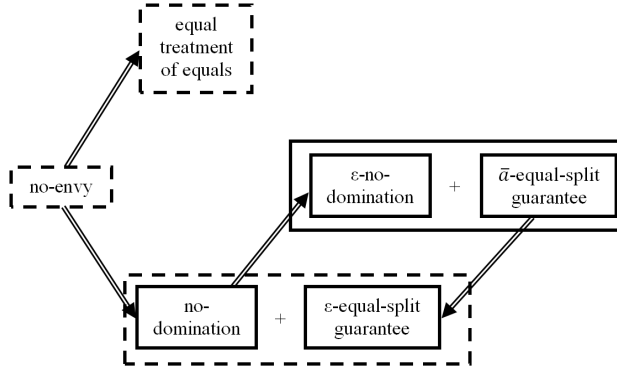 equal
treatment
of equals
no-envy
ε-no-
domination
+
ā-equal-split
guarantee
no-
domination
+
ε-equal-split
guarantee